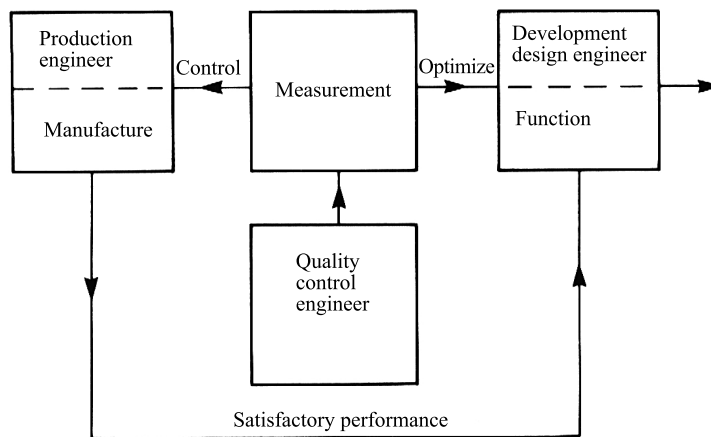 Production
engineer
Manufacture
Control
Measurement
Optimize
Development
design engineer
Function
Quality
control
engineer
Satisfactory performance